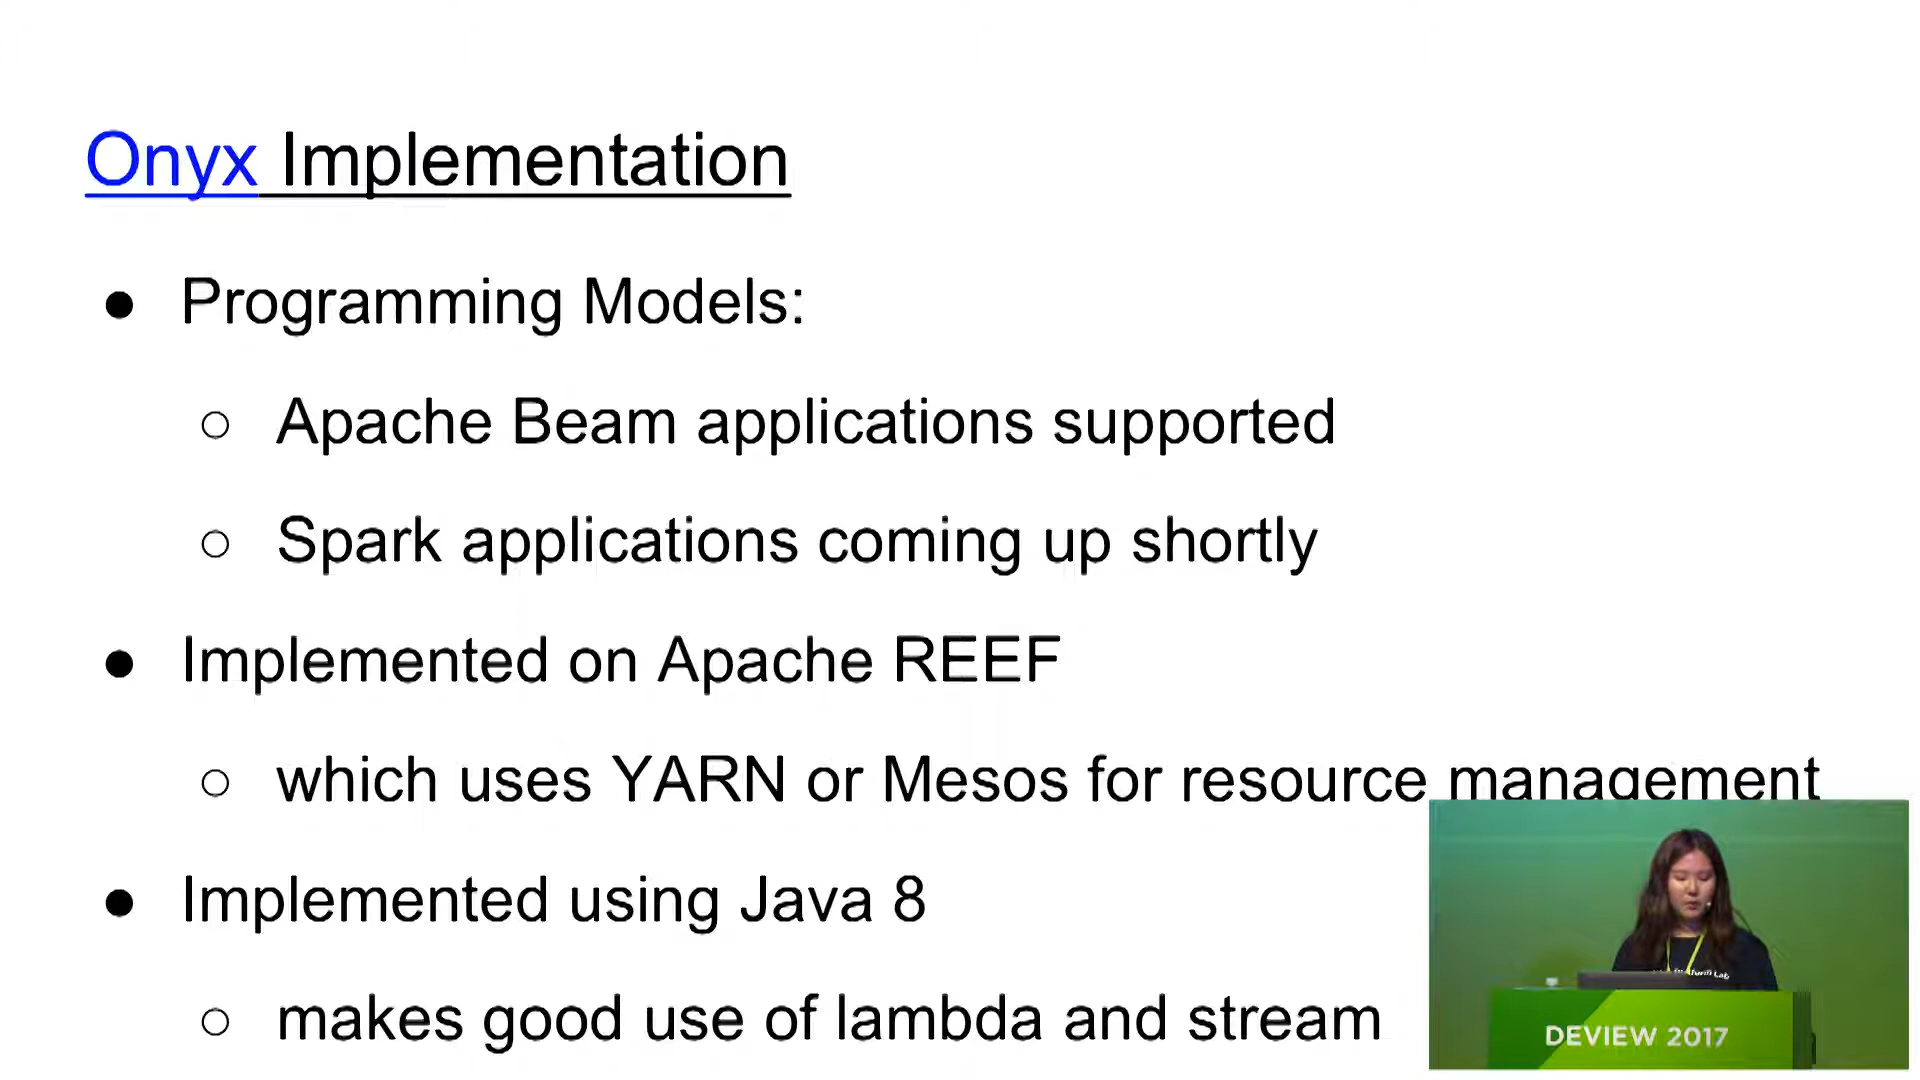 Onyx Implementation
● Programming Models:
○ Apache Beam applications supported
○ Spark applications coming up shortly
● Implemented on Apache REEF
○ which uses YARN or Mesos for resource management
● Implemented using Java 8
○ makes good use of lambda and stream
Lab
DEVIEW 2017